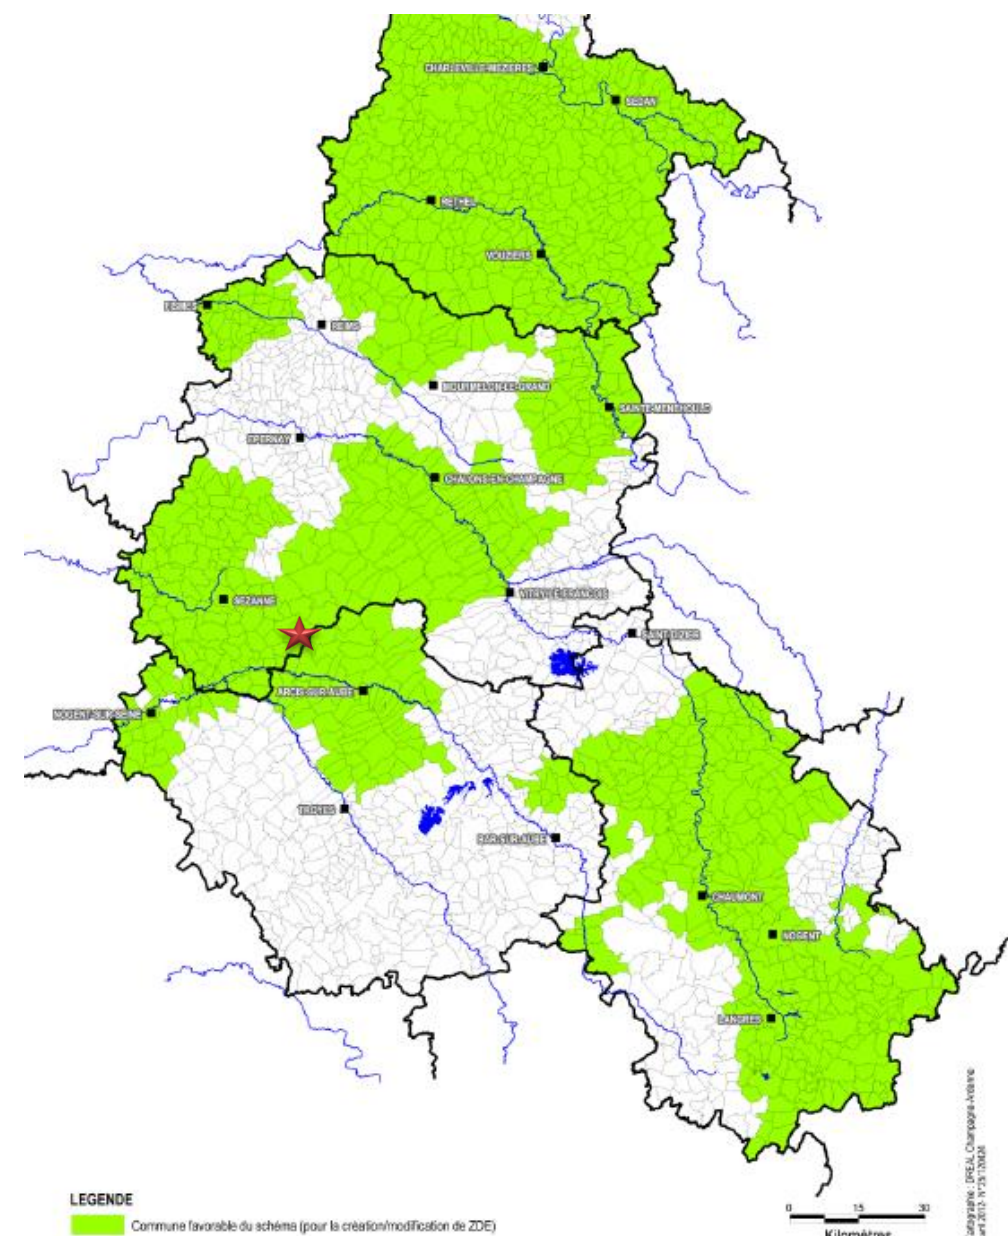 CHARLEVILLE-MEZIERES
SEDAN
RETHEL
VOUZIERS
FISMES
REIMS
MOURMELON-LE-GRAND
SAINTE-MENEHOULD
EPERNAY
CHALONS-EN-CHAMPAGNE
VITRY-LE-FRANCOIS
SEZANNE
SAINT-DIZIER
ARCIS-SUR-AUBE
NOGENT-SUR-SEINE
TROYES
BAR-SUR-AUBE
CHAUMONT
NOGENT
LANGRES
LEGENDE
Commune favorable du schéma (pour la création/modification de ZDE)
0 15 30
Kilomètres
DREAL Champagne-Ardenne
2012